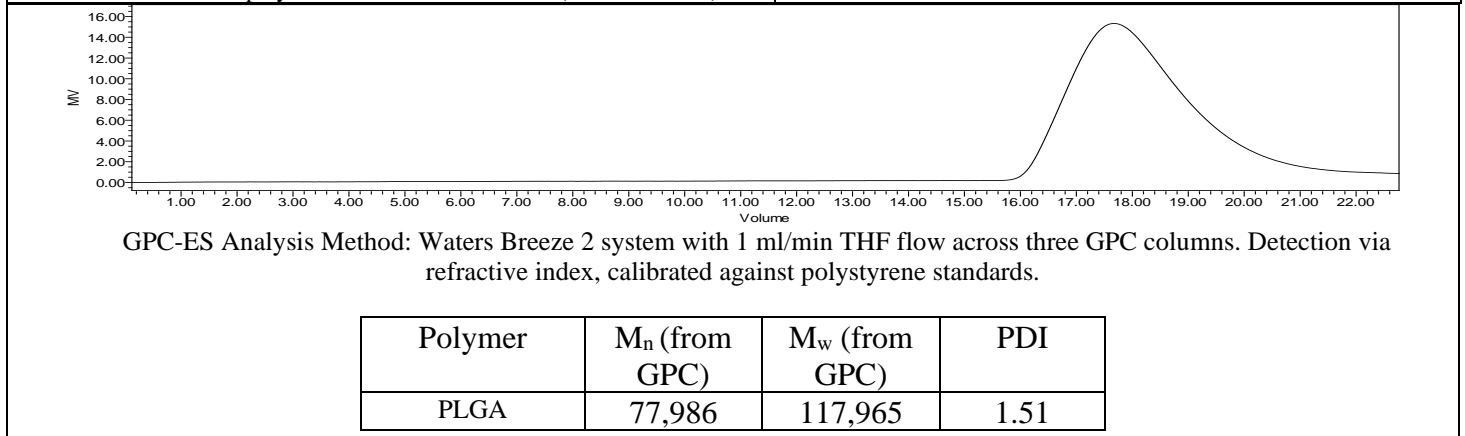 16.00
14.00
12.00
10.00
8.00
6.00
4.00
2.00
0.00
MV
1.00 2.00 3.00 4.00 5.00 6.00 7.00 8.00 9.00 10.00 11.00 12.00 13.00 14.00 15.00 16.00 17.00 18.00 19.00 20.00 21.00 22.00
Volume
GPC-ES Analysis Method: Waters Breeze 2 system with 1 ml/min THF flow across three GPC columns. Detection via
refractive index, calibrated against polystyrene standards.
Polymer Mn (from GPC) Mw (from GPC) PDI
PLGA 77,986 117,965 1.51